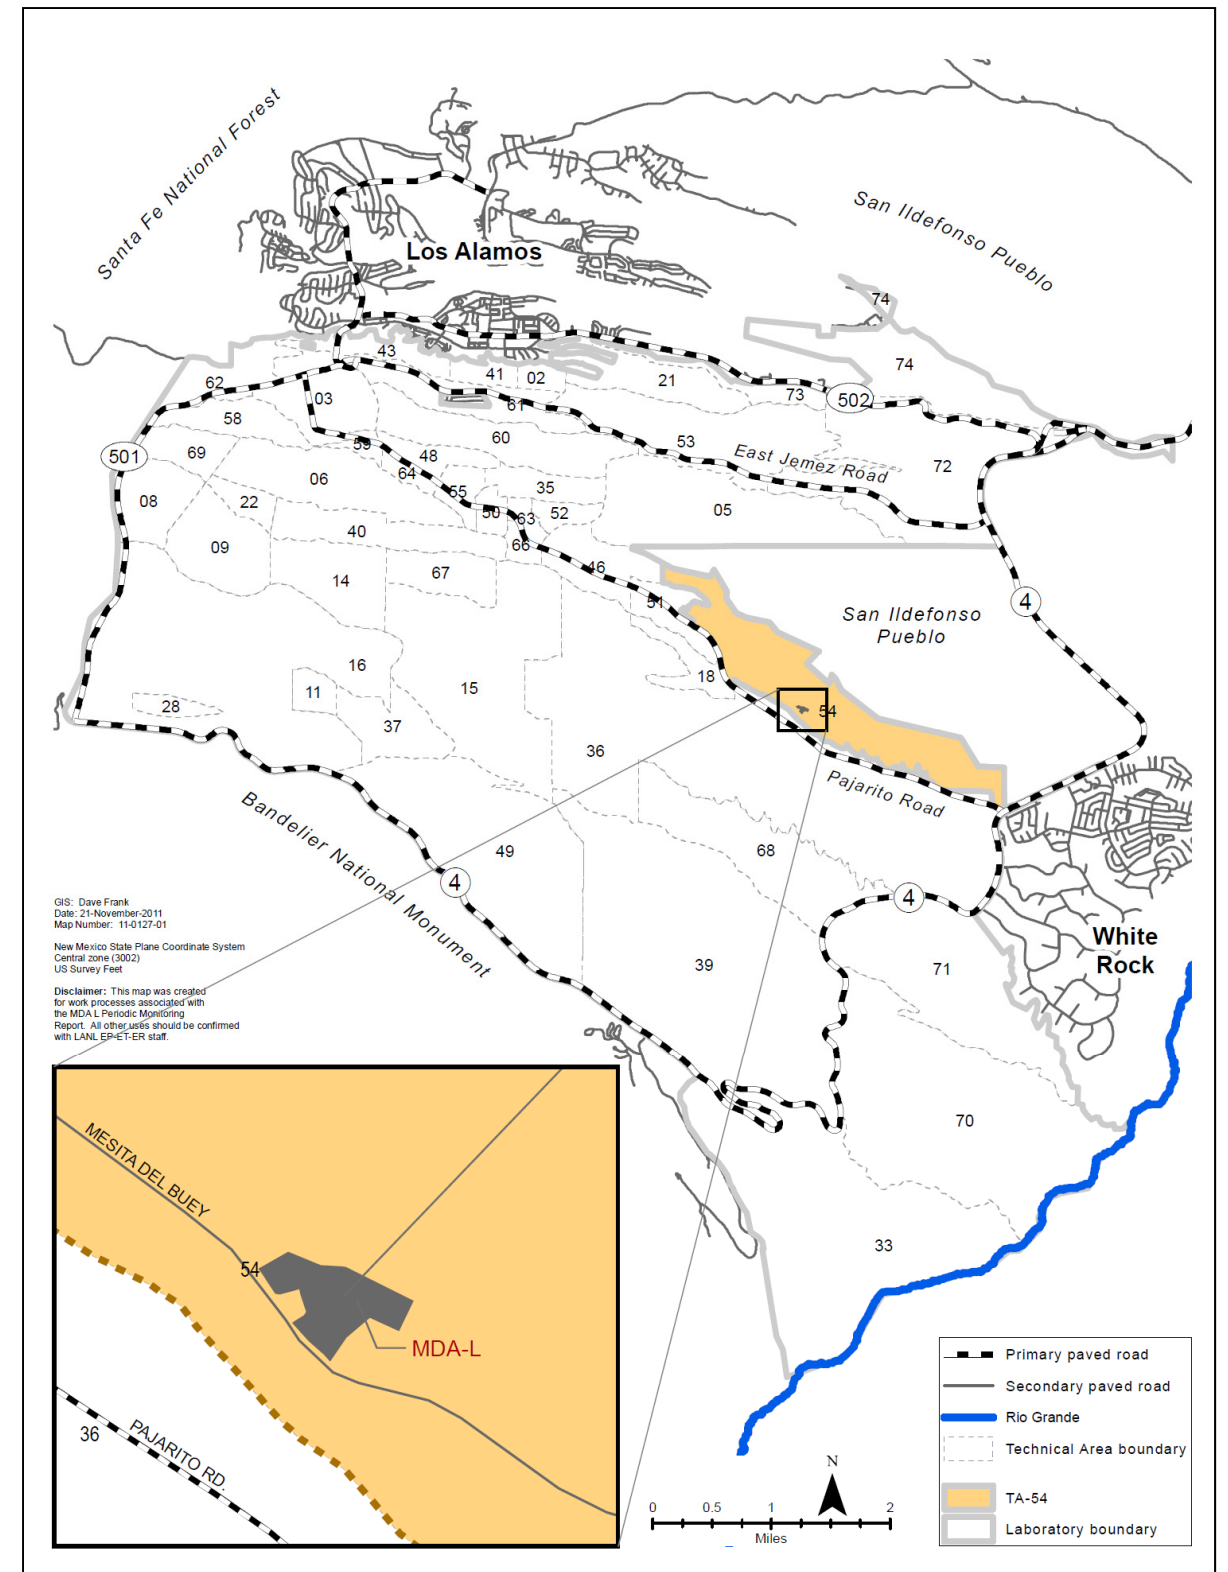 Santa Fe National Forest
San Ildefonso Pueblo
Los Alamos
74
43
74
62
41
02
21
03
73
502
61
58
53
60
59
501
69
48
East Jemez Road
72
64
06
55
35
08
22
05
50
63
52
40
66
09
46
67
14
51
4
San Ildefonso
Pueblo
16
18
15
11
28
54
37
36
Pajarito Road
Bandelier National Monument
49
68
4
4
GIS: Dave Frank
Date: 21-November-2011
Map Number: 11-0127-01
New Mexico State Plane Coordinate System
Central zone (3002)
US Survey Feet
Disclaimer: This map was created
for work processes associated with
the MDA L Periodic Monitoring
Report. All other uses should be confirmed
with LANL EP-ET-ER staff.
White
Rock
39
71
70
33
MESITA DEL BUEY
54
MDA-L
36
PAJARITO RD.
N
0 0.5 1 2
Miles
Primary paved road
Secondary paved road
Rio Grande
Technical Area boundary
TA-54
Laboratory boundary